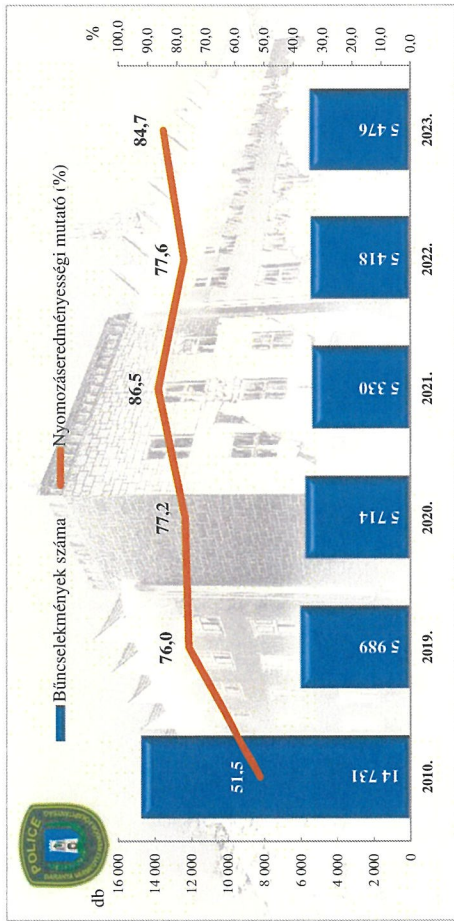 Bűncselekmények száma Nyomozáseredményességi mutató (%)
POLICE
db %
16 000 100,0
14 000 90,0
12 000 80,0
10 000 70,0
8 000 60,0
6 000 50,0
4 000 40,0
2 000 30,0
0 20,0
10,0
0,0
51,5 76,0 77,2 86,5 77,6 84,7
14 731 5 989 5 714 5 330 5 418 5 476
2010. 2019. 2020. 2021. 2022. 2023.